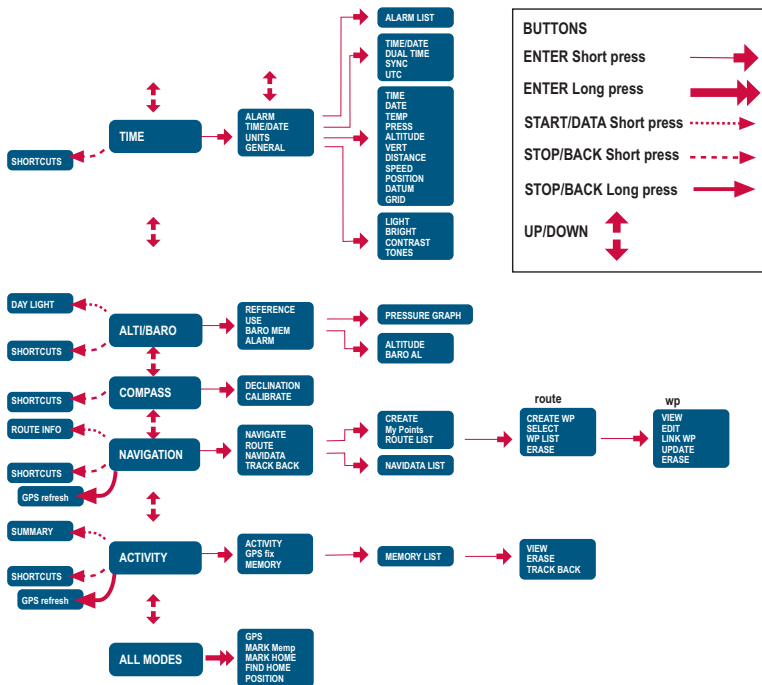 ALARM LIST
TIME/DATE
DUAL TIME
SYNC
UTC
TIME
SHORTCUTS
ALARM
TIME/DATE
UNITS
GENERAL
TIME
DATE
TEMP
PRESS
ALTITUDE
VERT
DISTANCE
SPEED
POSITION
DATUM
GRID
LIGHT
BRIGHT
CONTRAST
TONES
BUTTONS
ENTER Short press
ENTER Long press
START/DATA Short press
STOP/BACK Short press
STOP/BACK Long press
UP/DOWN
DAY LIGHT
ALTI/BARO
SHORTCUTS
REFERENCE
USE
BARO MEM
ALARM
PRESSURE GRAPH
ALTITUDE
BARO AL
COMPASS
SHORTCUTS
DECLINATION
CALIBRATE
ROUTE INFO
NAVIGATION
SHORTCUTS
GPS refresh
NAVIGATE
ROUTE
NAVIDATA
TRACK BACK
CREATE
My Points
ROUTE LIST
NAVIDATA LIST
route
CREATE WP
SELECT
WP LIST
ERASE
wp
VIEW
EDIT
LINK WP
UPDATE
ERASE
SUMMARY
ACTIVITY
SHORTCUTS
GPS refresh
ACTIVITY
GPS fix
MEMORY
MEMORY LIST
VIEW
ERASE
TRACK BACK
ALL MODES
GPS
MARK Memp
MARK HOME
FIND HOME
POSITION